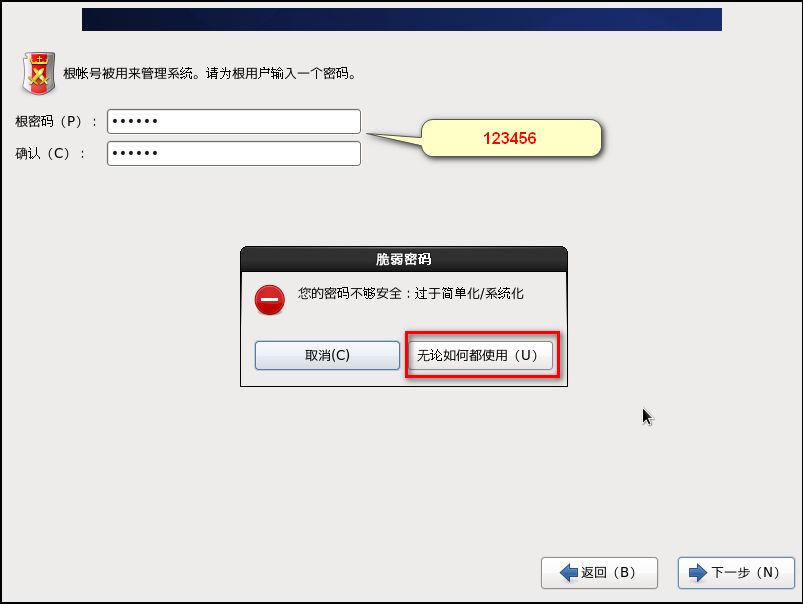 根帐号被用来管理系统。请为根用户输入一个密码。
根密码（P）：
••••••
123456
确认（C）：
••••••
脆弱密码
您的密码不够安全：过于简单化/系统化
取消(C)
无论如何都使用（U）
返回（B）
下一步（N）